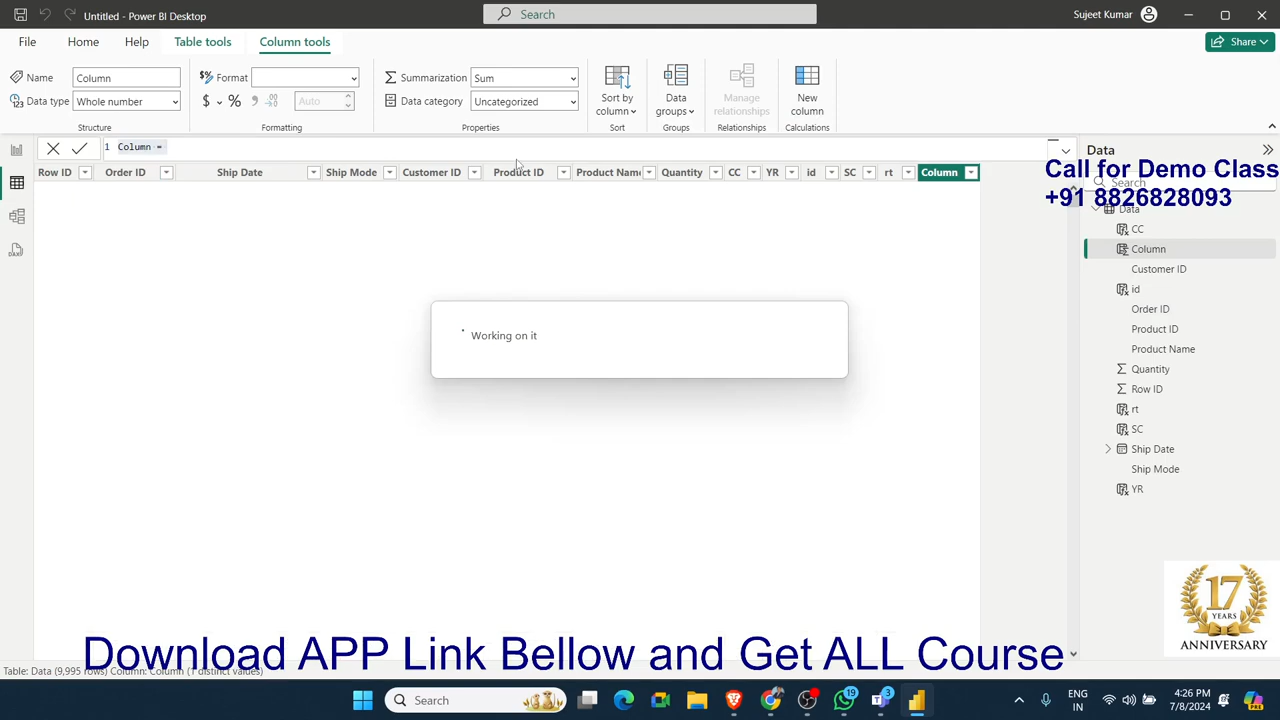 Untitled - Power BI Desktop
Search
Sujeet Kumar
File
Home
Help
Table tools
Column tools
Share
Name
Column
Format
Summarization
Sum
Data type
Whole number
$
%
Auto
Data category
Uncategorized
Sort by
column
Data
groups
Manage
relationships
New
column
Structure
Formatting
Properties
Sort
Groups
Relationships
Calculations
1 Column =
Data
Row ID
Order ID
Ship Date
Ship Mode
Customer ID
Product ID
Product Name
Quantity
CC
YR
id
SC
rt
Column
Call for Demo Class
+91 8826828093
Search
Data
CC
Column
Customer ID
id
Order ID
Product ID
Product Name
Quantity
Row ID
rt
SC
Ship Date
Ship Mode
YR
Working on it
17
YEARS
ANNIVERSARY
Download APP Link Bellow and Get ALL Course
Table: Data (9,995 rows) Column: Column (1 distinct values)
Search
19
3
ENG
IN
4:26 PM
7/8/2024
PRE